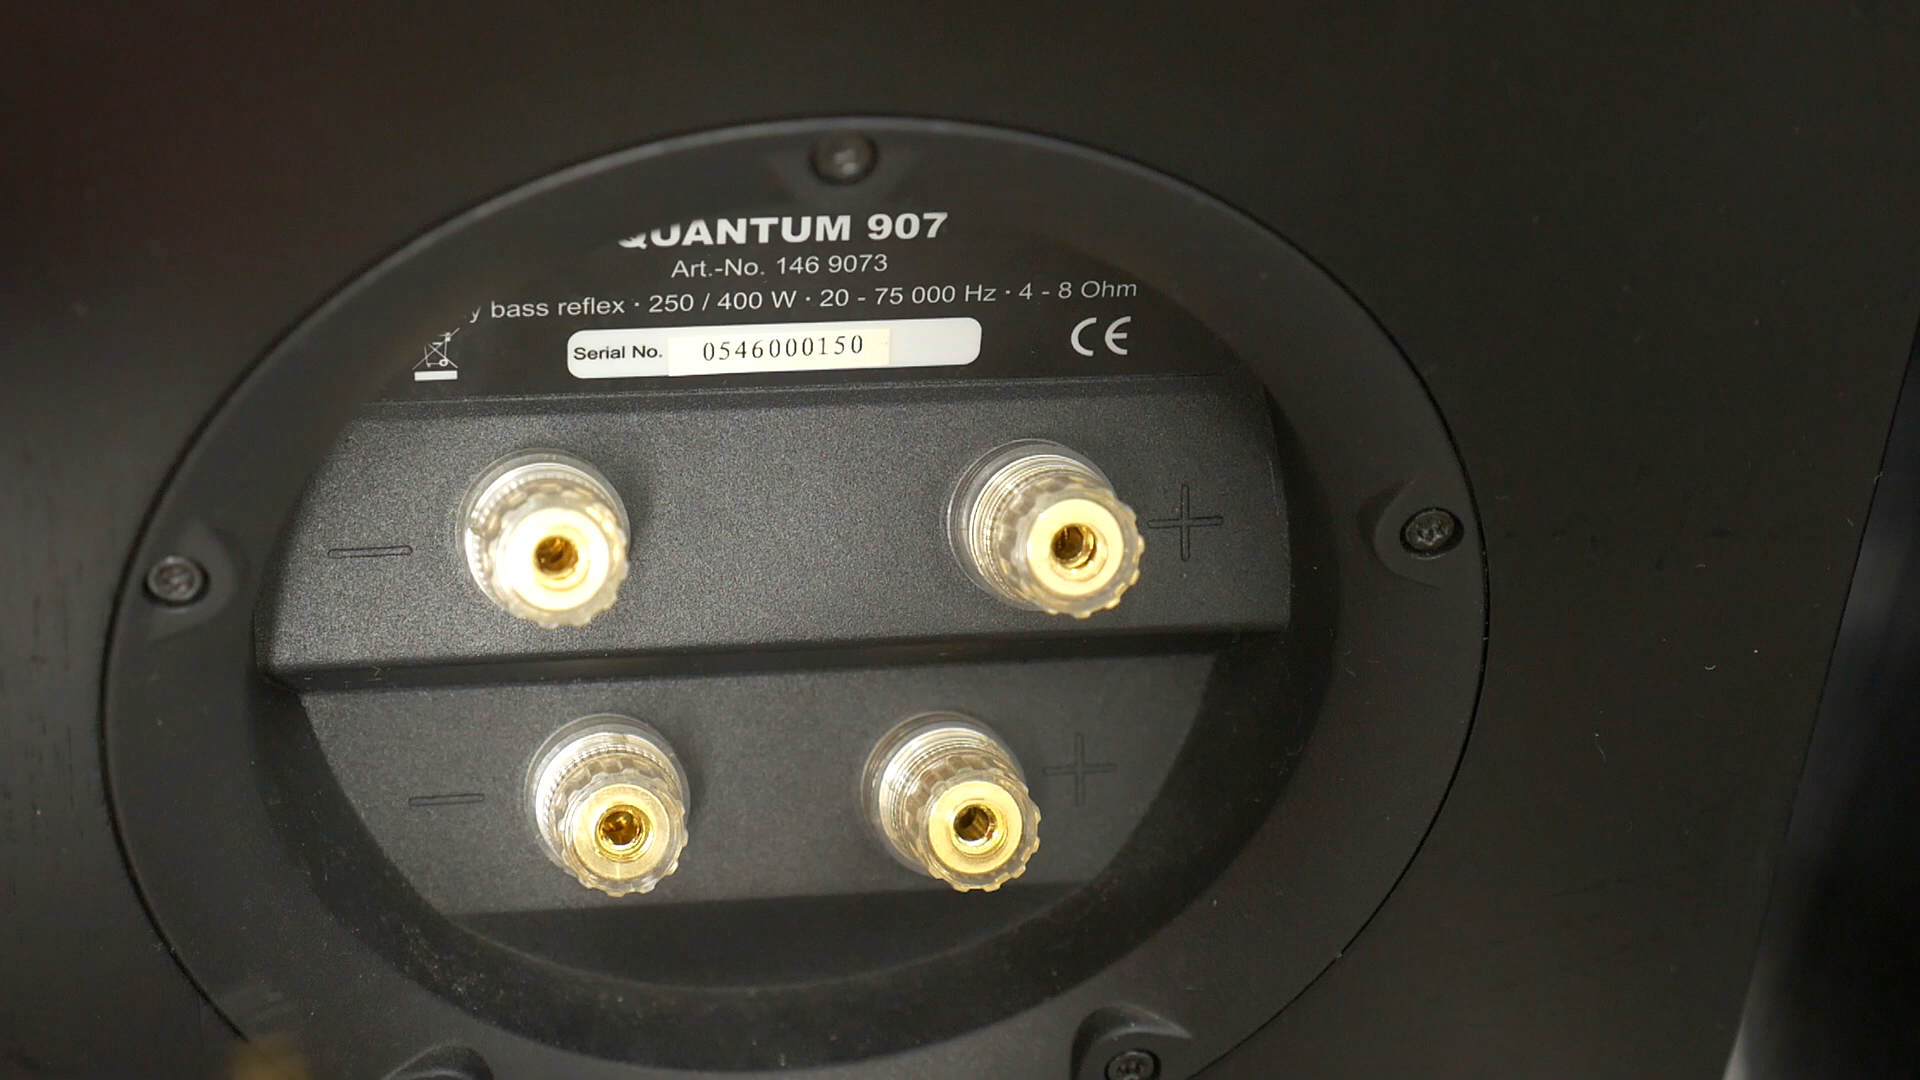 QUANTUM 907
Art.-No. 146 9073
bass reflex · 250 / 400 W · 20 - 75 000 Hz · 4 - 8 Ohm
Serial No. 0546000150
CE